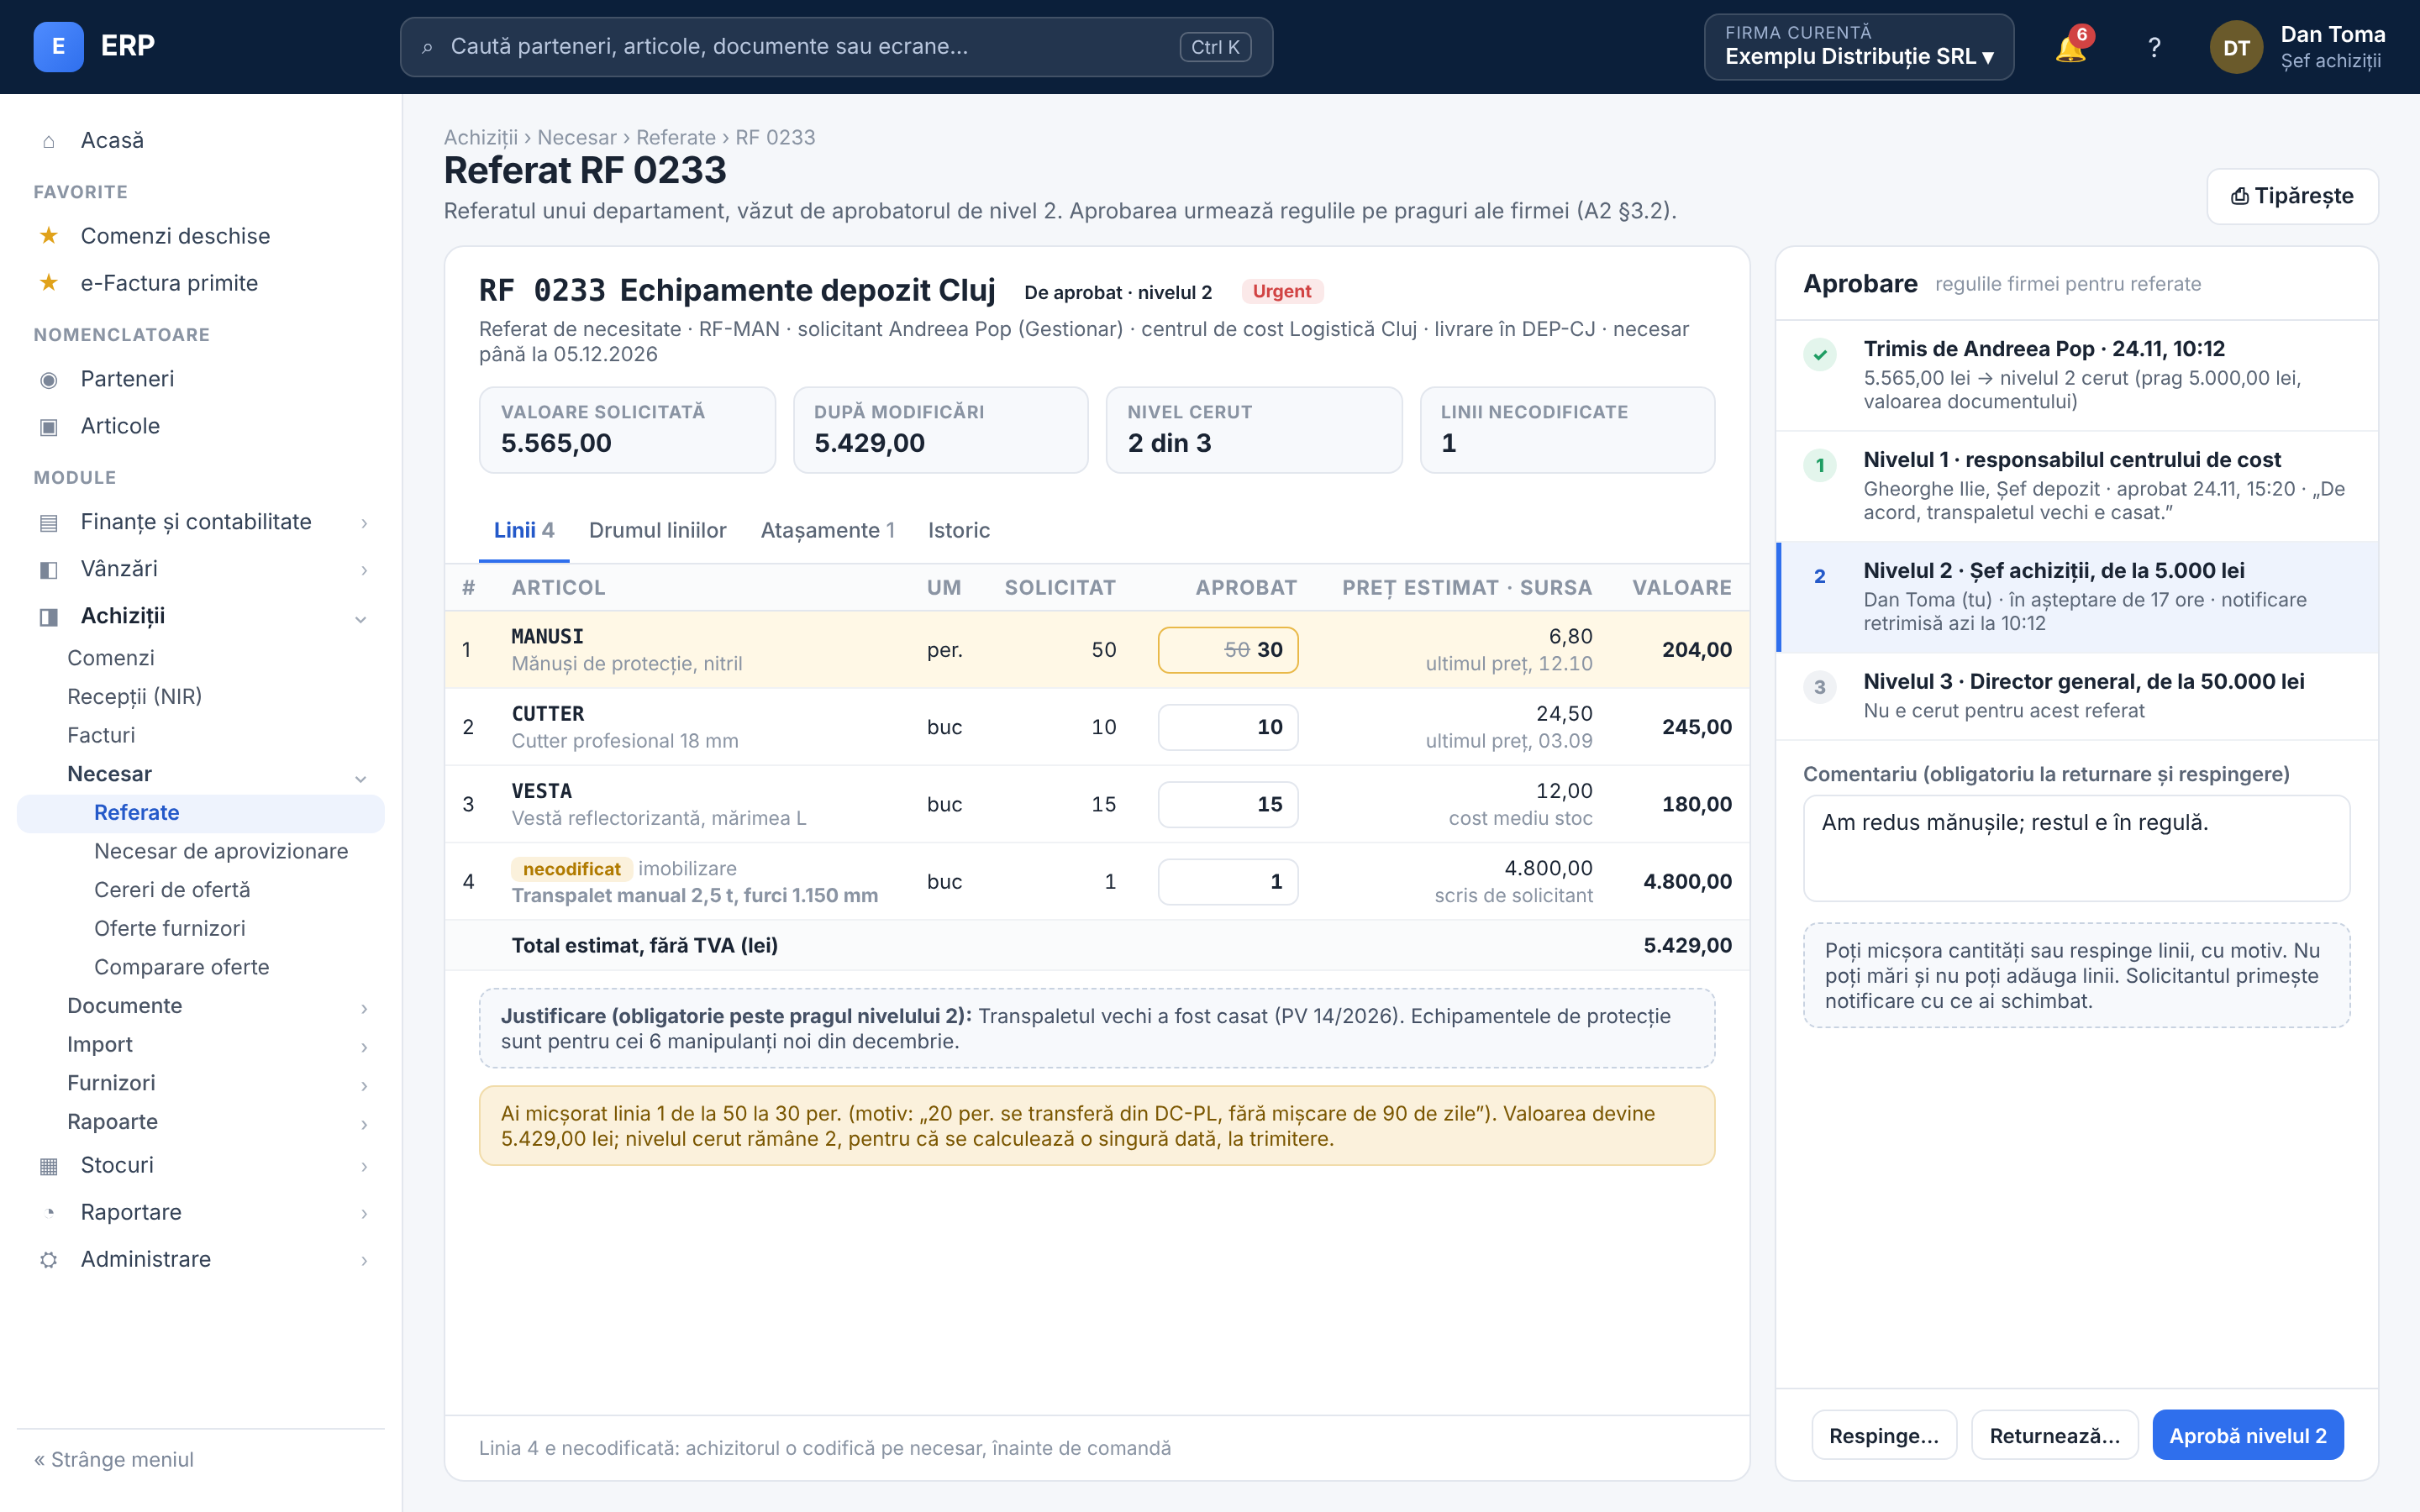 E ERP
Caută parteneri, articole, documente sau ecrane... Ctrl K
FIRMA CURENTĂ
Exemplu Distribuție SRL ▾
6
?
DT
Dan Toma
Șef achiziții
Acasă
FAVORITE
★ Comenzi deschise
★ e-Factura primite
NOMENCLATOARE
Parteneri
Articole
MODULE
Finanțe și contabilitate ›
Vânzări ›
Achiziții
Comenzi
Recepții (NIR)
Facturi
Necesar
Referate
Necesar de aprovizionare
Cereri de ofertă
Oferte furnizori
Comparare oferte
Documente ›
Import ›
Furnizori ›
Rapoarte ›
Stocuri ›
Raportare ›
Administrare ›
« Strânge meniul
Achiziții › Necesar › Referate › RF 0233
Referat RF 0233
Referatul unui departament, văzut de aprobatorul de nivel 2. Aprobarea urmează regulile pe praguri ale firmei (A2 §3.2).
Tipărește
RF 0233 Echipamente depozit Cluj De aprobat · nivelul 2 Urgent
Referat de necesitate · RF-MAN · solicitant Andreea Pop (Gestionar) · centrul de cost Logistică Cluj · livrare în DEP-CJ · necesar
până la 05.12.2026
VALOARE SOLICITATĂ
5.565,00
DUPĂ MODIFICĂRI
5.429,00
NIVEL CERUT
2 din 3
LINII NECODIFICATE
1
Linii 4 Drumul liniilor Atașamente 1 Istoric
# ARTICOL UM SOLICITAT APROBAT PREȚ ESTIMAT · SURSA VALOARE
1 MANUSI per. 50 50 30 6,80 204,00
Mănuși de protecție, nitril ultimul preț, 12.10
2 CUTTER buc 10 10 24,50 245,00
Cutter profesional 18 mm ultimul preț, 03.09
3 VESTA buc 15 15 12,00 180,00
Vestă reflectorizantă, mărimea L cost mediu stoc
4 necodificat imobilizare buc 1 1 4.800,00 4.800,00
Transpalet manual 2,5 t, furci 1.150 mm scris de solicitant
Total estimat, fără TVA (lei) 5.429,00
Justificare (obligatorie peste pragul nivelului 2): Transpaletul vechi a fost casat (PV 14/2026). Echipamentele de protecție
sunt pentru cei 6 manipulanți noi din decembrie.
Ai micșorat linia 1 de la 50 la 30 per. (motiv: „20 per. se transferă din DC-PL, fără mișcare de 90 de zile”). Valoarea devine
5.429,00 lei; nivelul cerut rămâne 2, pentru că se calculează o singură dată, la trimitere.
Linia 4 e necodificată: achizitorul o codifică pe necesar, înainte de comandă
Aprobare regulile firmei pentru referate
✓ Trimis de Andreea Pop · 24.11, 10:12
5.565,00 lei → nivelul 2 cerut (prag 5.000,00 lei,
valoarea documentului)
1 Nivelul 1 · responsabilul centrului de cost
Gheorghe Ilie, Șef depozit · aprobat 24.11, 15:20 · „De
acord, transpaletul vechi e casat.”
2 Nivelul 2 · Șef achiziții, de la 5.000 lei
Dan Toma (tu) · în așteptare de 17 ore · notificare
retrimisă azi la 10:12
3 Nivelul 3 · Director general, de la 50.000 lei
Nu e cerut pentru acest referat
Comentariu (obligatoriu la returnare și respingere)
Am redus mănușile; restul e în regulă.
Poți micșora cantități sau respinge linii, cu motiv. Nu
poți mări și nu poți adăuga linii. Solicitantul primește
notificare cu ce ai schimbat.
Respinge... Returnează... Aprobă nivelul 2